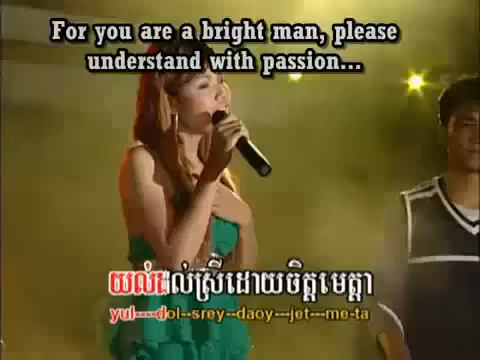 For you are a bright man, please
understand with passion...
យល់ដល់ស្រីដោយចិត្តមេត្តា
yul----dol--srey--daoy---jet---me-ta